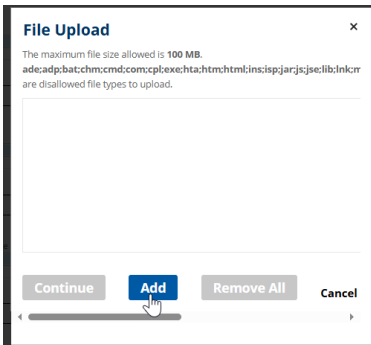 File Upload ×
The maximum file size allowed is 100 MB.
ade;adp;bat;chm;cmd;com;cpl;exe;hta;htm;html;ins;isp;jar;js;jse;lib;lnk;m
are disallowed file types to upload.
Continue Add Remove All Cancel